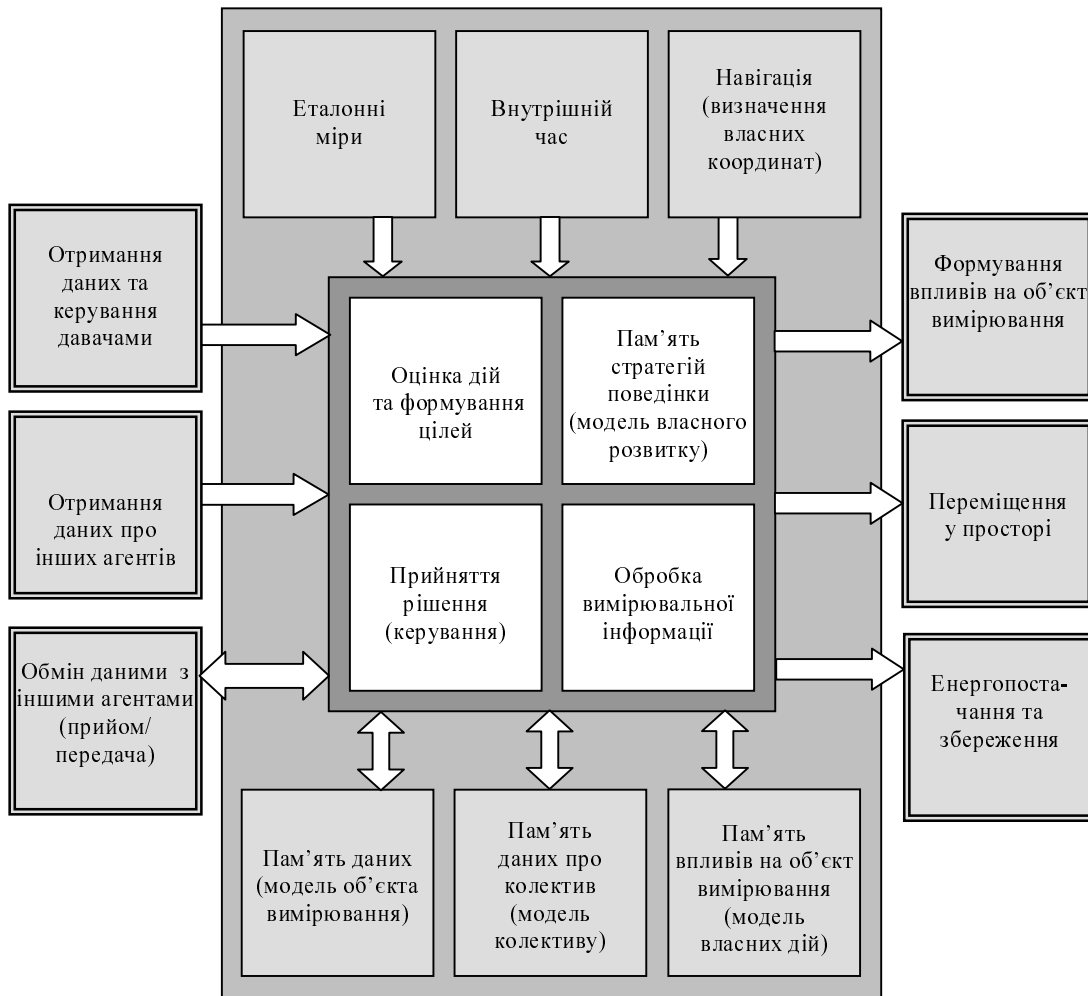 Еталонні
міри
Внутрішній
час
Навігація
(визначення
власних
координат)
Отримання
даних та
керування
давачами
Формування
впливів на об’єкт
вимірювання
Оцінка дій
та формування
цілей
Пам’ять
стратегій
поведінки
(модель власного
розвитку)
Отримання
даних про
інших агентів
Переміщення
у просторі
Прийняття
рішення
(керування)
Обробка
вимірювальної
інформації
Обмін даними з
іншими агентами
(прийом/
передача)
Енергопоста-
чання та
збереження
Пам’ять даних
(модель об’єкта
вимірювання)
Пам’ять
даних про
колектив
(модель
колективу)
Пам’ять
впливів на об’єкт
вимірювання
(модель
власних дій)